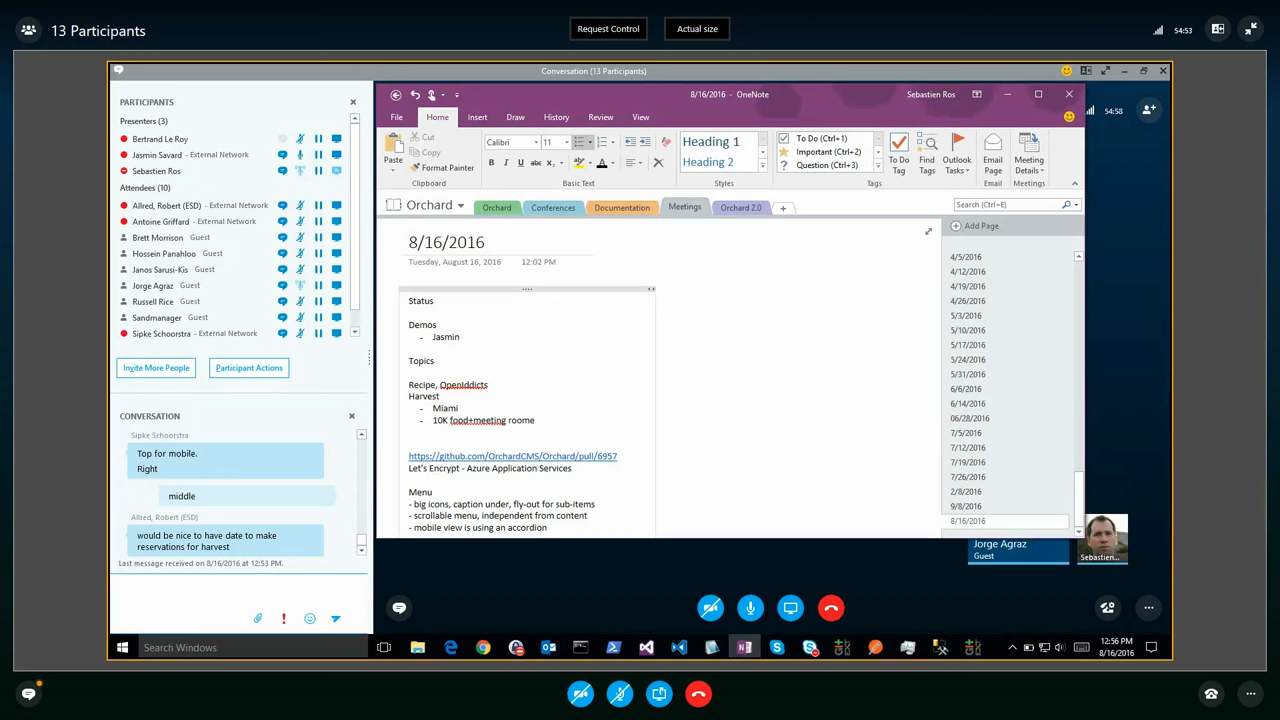 13 Participants
Request Control
Actual size
54:53
Conversation (13 Participants)
PARTICIPANTS
Presenters (3)
Bertrand Le Roy
Jasmin Savard - External Network
Sebastien Ros
Attendees (10)
Allred, Robert (ESD) - External Network
Antoine Griffard - External Network
Brett Morrison Guest
Hossein Panahloo Guest
Janos Sarusi-Kis Guest
Jorge Agraz Guest
Russell Rice Guest
Sandmanager Guest
Sipke Schoorstra - External Network
Invite More People
Participant Actions
CONVERSATION
Sipke Schoorstra
Top for mobile.
Right
middle
Allred, Robert (ESD)
would be nice to have date to make
reservations for harvest
Last message received on 8/16/2016 at 12:53 PM.
8/16/2016 - OneNote
Sebastien Ros
54:58
File Home Insert Draw History Review View
Paste
Cut
Copy
Format Painter
Clipboard
Calibri 11
B I U abc x₂ A
Basic Text
Heading 1
Heading 2
Styles
To Do (Ctrl+1)
Important (Ctrl+2)
Question (Ctrl+3)
To Do
Tag
Find
Tags
Outlook
Tasks
Tags
Email
Page
Email
Meeting
Details
Meetings
Orchard
Orchard Conferences Documentation Meetings Orchard 2.0 +
Search (Ctrl+E)
8/16/2016
Tuesday, August 16, 2016 12:02 PM
Status
Demos
- Jasmin
Topics
Recipe, OpenIddicts
Harvest
- Miami
- 10K food+meeting roome
https://github.com/OrchardCMS/Orchard/pull/6957
Let's Encrypt - Azure Application Services
Menu
- big icons, caption under, fly-out for sub-items
- scrollable menu, independent from content
- mobile view is using an accordion
Add Page
4/5/2016
4/12/2016
4/19/2016
4/26/2016
5/3/2016
5/10/2016
5/17/2016
5/24/2016
5/31/2016
6/6/2016
6/14/2016
06/28/2016
7/5/2016
7/12/2016
7/19/2016
7/26/2016
2/8/2016
9/8/2016
8/16/2016
Jorge Agraz
Guest
Sebastien...
Search Windows
12:56 PM
8/16/2016